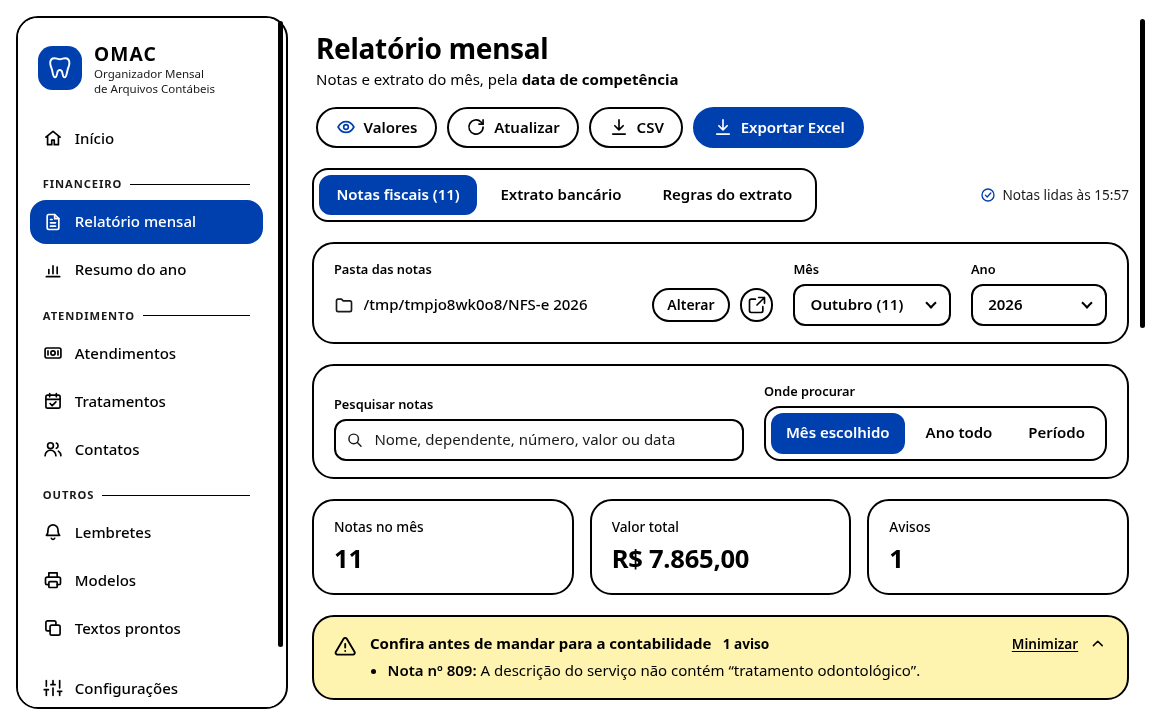 OMAC
Organizador Mensal
de Arquivos Contábeis
Início
FINANCEIRO
Relatório mensal
Resumo do ano
ATENDIMENTO
Atendimentos
Tratamentos
Contatos
OUTROS
Lembretes
Modelos
Textos prontos
Configurações
Relatório mensal
Notas e extrato do mês, pela data de competência
Valores
Atualizar
CSV
Exportar Excel
Notas fiscais (11)
Extrato bancário
Regras do extrato
Notas lidas às 15:57
Pasta das notas
/tmp/tmpjo8wk0o8/NFS-e 2026
Alterar
Mês
Outubro (11)
Ano
2026
Pesquisar notas
Nome, dependente, número, valor ou data
Onde procurar
Mês escolhido
Ano todo
Período
Notas no mês
11
Valor total
R$ 7.865,00
Avisos
1
Confira antes de mandar para a contabilidade 1 aviso
Minimizar
• Nota nº 809: A descrição do serviço não contém “tratamento odontológico”.